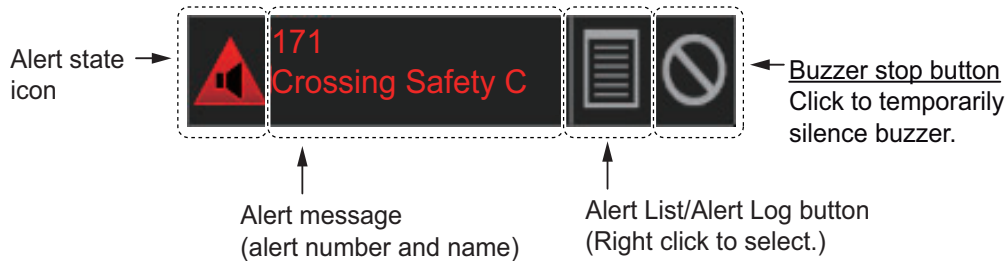 Alert state
icon
171
Crossing Safety C
Buzzer stop button
Click to temporarily
silence buzzer.
Alert message
(alert number and name)
Alert List/Alert Log button
(Right click to select.)